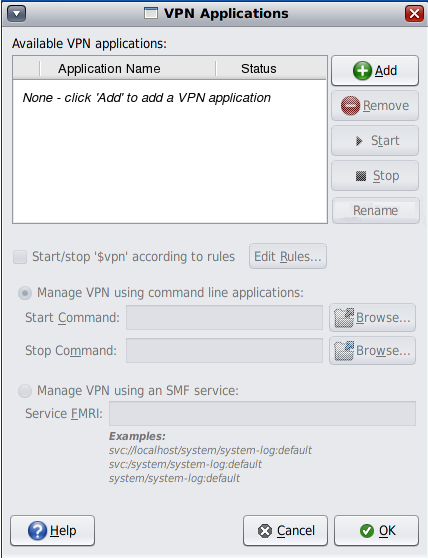 VPN Applications
Available VPN applications:
Application Name Status
None - click 'Add' to add a VPN application
Add
Remove
Start
Stop
Rename
Start/stop '$vpn' according to rules Edit Rules...
Manage VPN using command line applications:
Start Command: Browse...
Stop Command: Browse...
Manage VPN using an SMF service:
Service FMRI:
Examples:
svc://localhost/system/system-log:default
svc:/system/system-log:default
system/system-log:default
Help Cancel OK